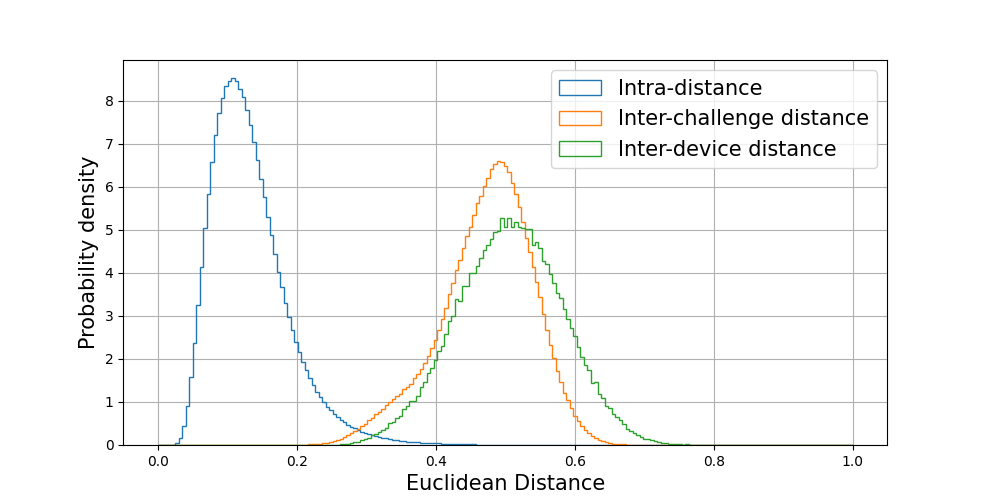 Intra-distance
Inter-challenge distance
Inter-device distance
Probability density
8
7
6
5
4
3
2
1
0
0.0 0.2 0.4 0.6 0.8 1.0
Euclidean Distance